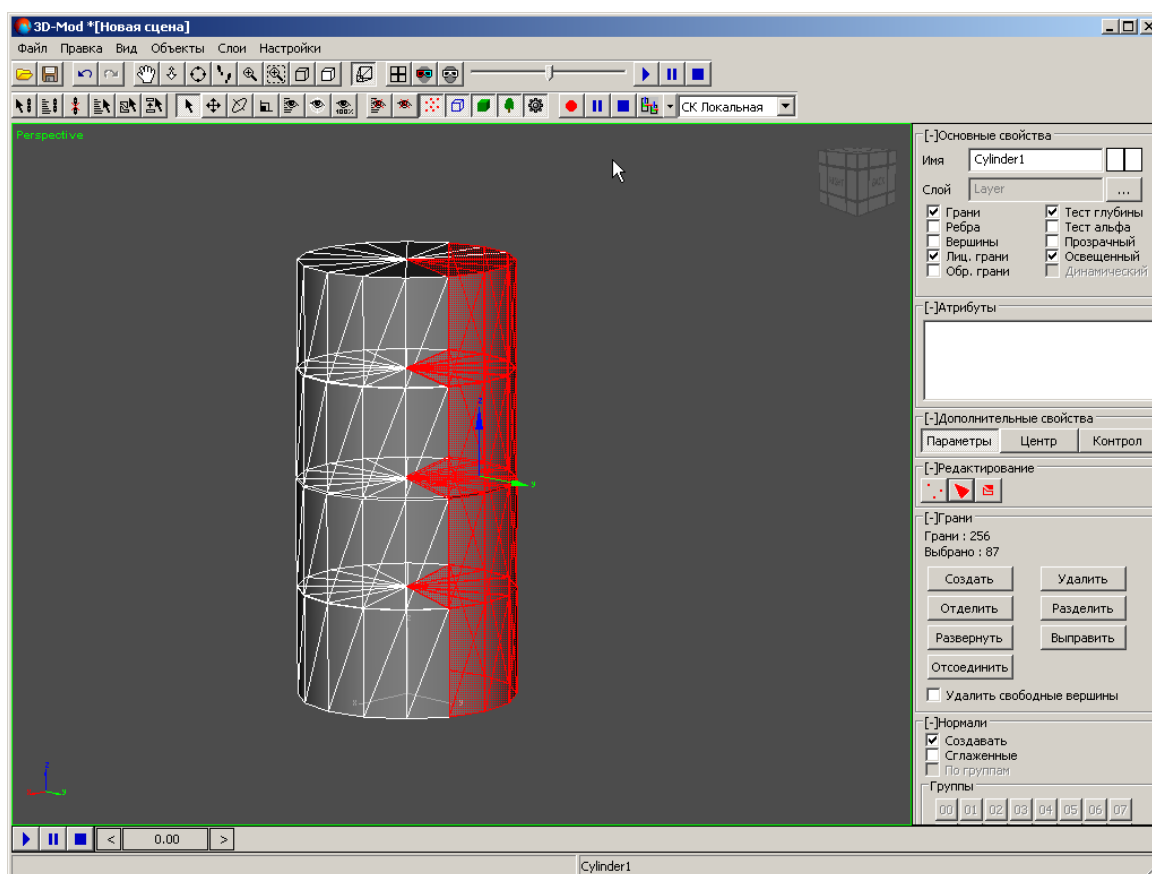 3D-Mod *[Новая сцена]
Файл Правка Вид Объекты Слои Настройки
100%
СК Локальная
Perspective
RIGHT BACK
[-]Основные свойства
Имя Cylinder1
Слой Layer ...
Грани Тест глубины
Ребра Тест альфа
Вершины Прозрачный
Лиц. грани Освещенный
Обр. грани Динамический
[-]Атрибуты
[-]Дополнительные свойства
Параметры Центр Контрол
[-]Редактирование
[-]Грани
Грани : 256
Выбрано : 87
Создать Удалить
Отделить Разделить
Развернуть Выправить
Отсоединить
Удалить свободные вершины
[-]Нормали
Создавать
Сглаженные
По группам
Группы
00 01 02 03 04 05 06 07
z
y
z
x
z
y
< 0.00 >
Cylinder1